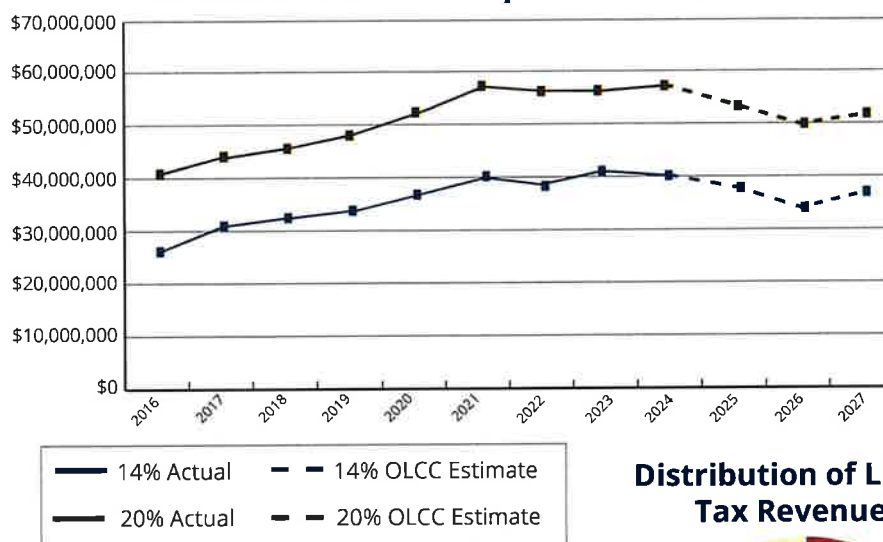 $70,000,000
$60,000,000
$50,000,000
$40,000,000
$30,000,000
$20,000,000
$10,000,000
$0
2016 2017 2018 2019 2020 2021 2022 2023 2024 2025 2026 2027
14% Actual 14% OLCC Estimate
20% Actual 20% OLCC Estimate
Distribution of L
Tax Revenue